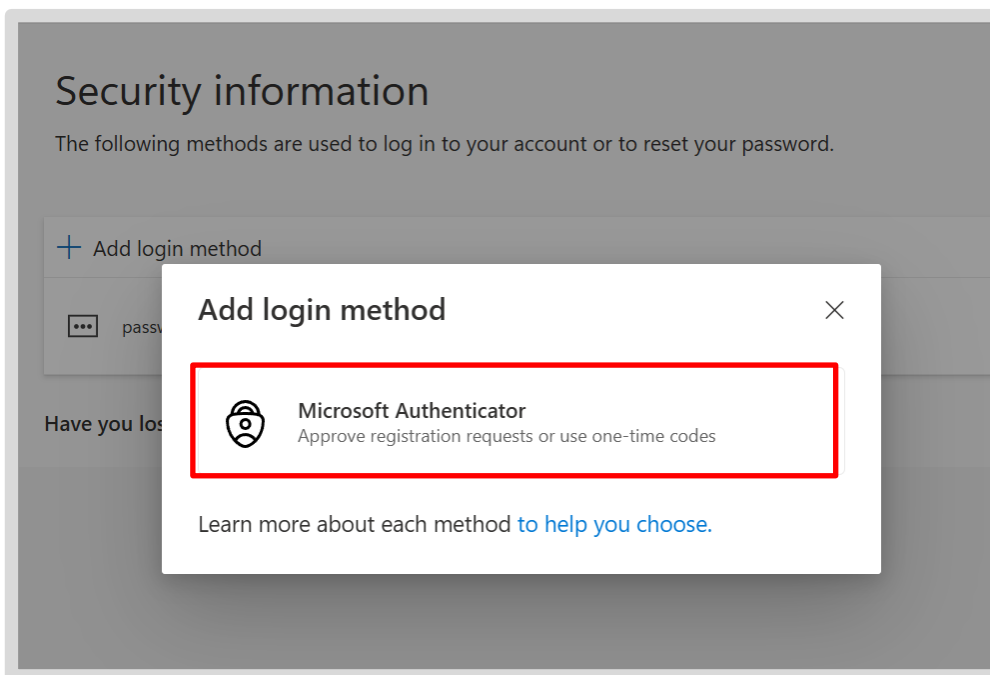 Security information
The following methods are used to log in to your account or to reset your password.
Add login method
Add login method
Microsoft Authenticator
Approve registration requests or use one-time codes
Have you
Learn more about each method to help you choose.